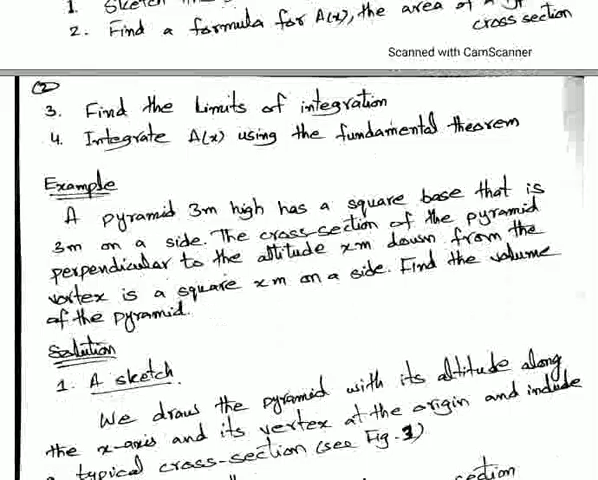 1. Sketch
2. Find a formula for A(x), the area of a
cross section
Scanned with CamScanner
(2)
3. Find the Limits of integration
4. Integrate A(x) using the fundamental theorem
Example
A pyramid 3m high has a square base that is
3m on a side. The cross-section of the pyramid
perpendicular to the altitude xm down from the
vertex is a square xm on a side. Find the volume
of the pyramid.
Solution
1. A sketch.
We draw the pyramid with its altitude along
the x-axis and its vertex at the origin and include
a typical cross-section (see Fig. 3)
section